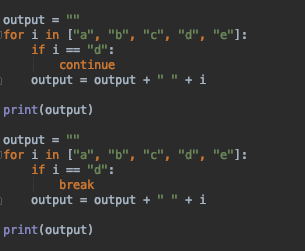 output = ""
for i in ["a", "b", "c", "d", "e"]:
    if i == "d":
        continue
    output = output + " " + i

print(output)

output = ""
for i in ["a", "b", "c", "d", "e"]:
    if i == "d":
        break
    output = output + " " + i

print(output)